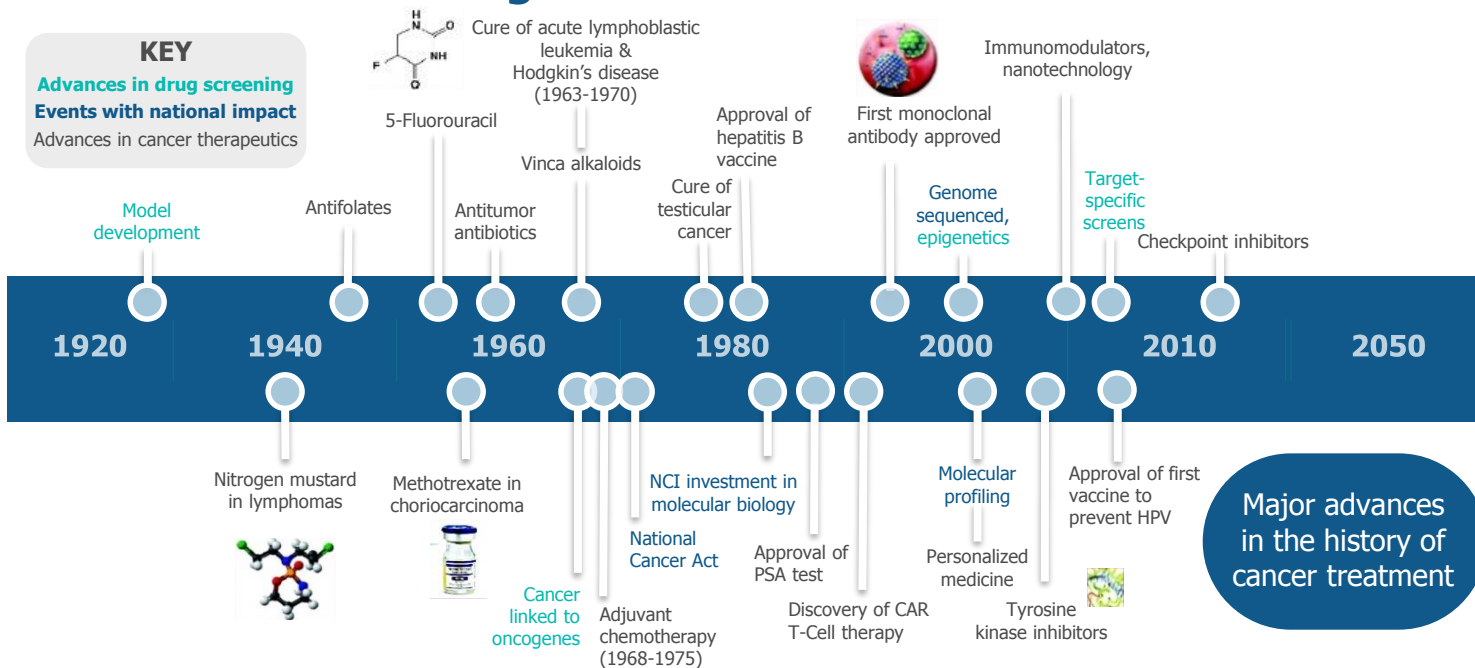 KEY
Advances in drug screening
Events with national impact
Advances in cancer therapeutics
Model
development
Antifolates
5-Fluorouracil
H
N
O
NH
F
O
Antitumor
antibiotics
Cure of acute lymphoblastic
leukemia &
Hodgkin's disease
(1963-1970)
Vinca alkaloids
Cure of
testicular
cancer
Approval of
hepatitis B
vaccine
First monoclonal
antibody approved
Genome
sequenced,
epigenetics
Immunomodulators,
nanotechnology
Target-
specific
screens
Checkpoint inhibitors
1920
1940
1960
1980
2000
2010
2050
Nitrogen mustard
in lymphomas
Methotrexate in
choriocarcinoma
Cancer
linked to
oncogenes
Adjuvant
chemotherapy
(1968-1975)
National
Cancer Act
NCI investment in
molecular biology
Approval of
PSA test
Discovery of CAR
T-Cell therapy
Molecular
profiling
Personalized
medicine
Tyrosine
kinase inhibitors
Approval of first
vaccine to
prevent HPV
Major advances
in the history of
cancer treatment